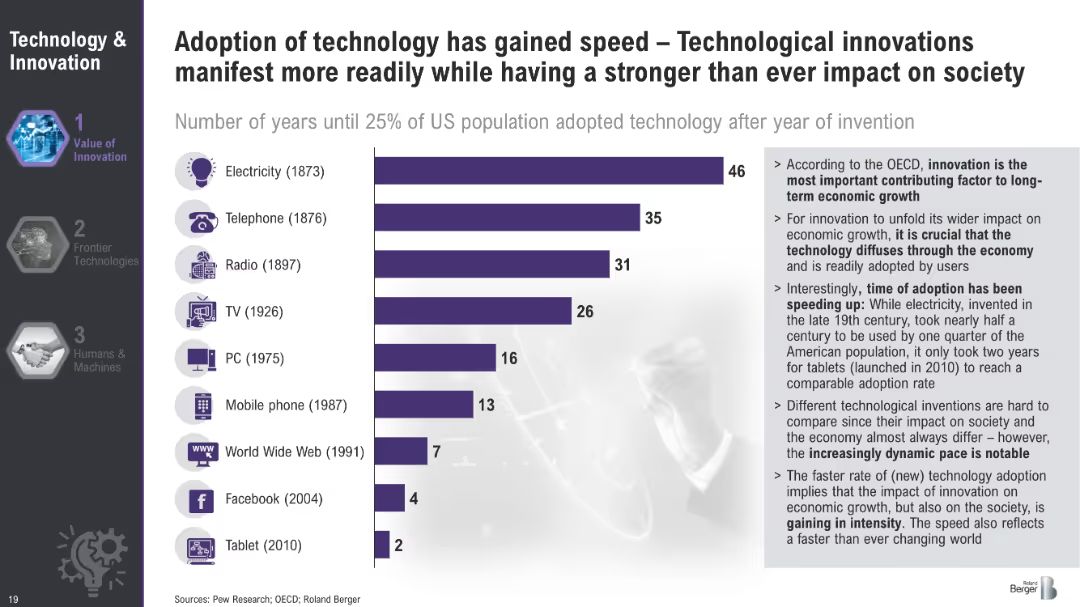 Technology &
Innovation
1
Value of
Innovation
2
Frontier
Technologies
3
Humans &
Machines
19
Adoption of technology has gained speed – Technological innovations
manifest more readily while having a stronger than ever impact on society
Number of years until 25% of US population adopted technology after year of invention
Electricity (1873) 46
Telephone (1876) 35
Radio (1897) 31
TV (1926) 26
PC (1975) 16
Mobile phone (1987) 13
www World Wide Web (1991) 7
f Facebook (2004) 4
Tablet (2010) 2
> According to the OECD, innovation is the
most important contributing factor to long-
term economic growth
> For innovation to unfold its wider impact on
economic growth, it is crucial that the
technology diffuses through the economy
and is readily adopted by users
> Interestingly, time of adoption has been
speeding up: While electricity, invented in
the late 19th century, took nearly half a
century to be used by one quarter of the
American population, it only took two years
for tablets (launched in 2010) to reach a
comparable adoption rate
> Different technological inventions are hard to
compare since their impact on society and
the economy almost always differ – however,
the increasingly dynamic pace is notable
> The faster rate of (new) technology adoption
implies that the impact of innovation on
economic growth, but also on the society, is
gaining in intensity. The speed also reflects
a faster than ever changing world
Sources: Pew Research; OECD; Roland Berger
Roland
Berger
B